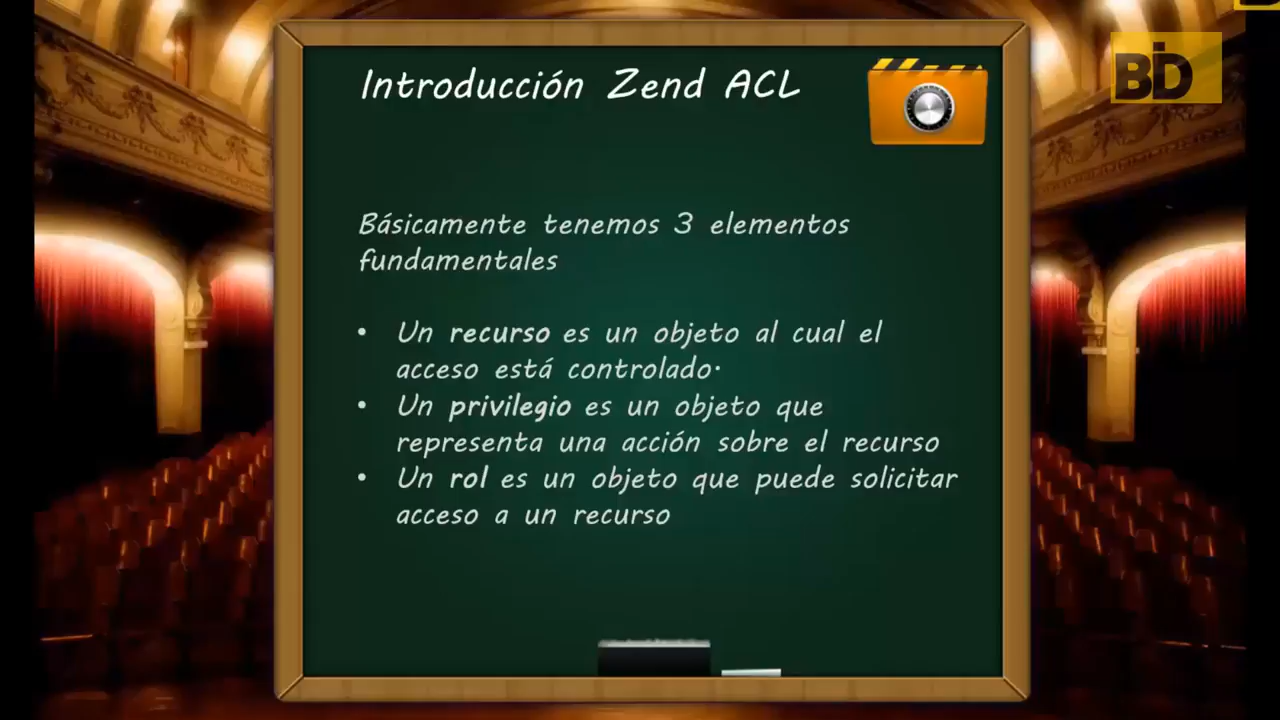 Introducción Zend ACL
BID
Básicamente tenemos 3 elementos
fundamentales
• Un recurso es un objeto al cual el
acceso está controlado.
• Un privilegio es un objeto que
representa una acción sobre el recurso
• Un rol es un objeto que puede solicitar
acceso a un recurso